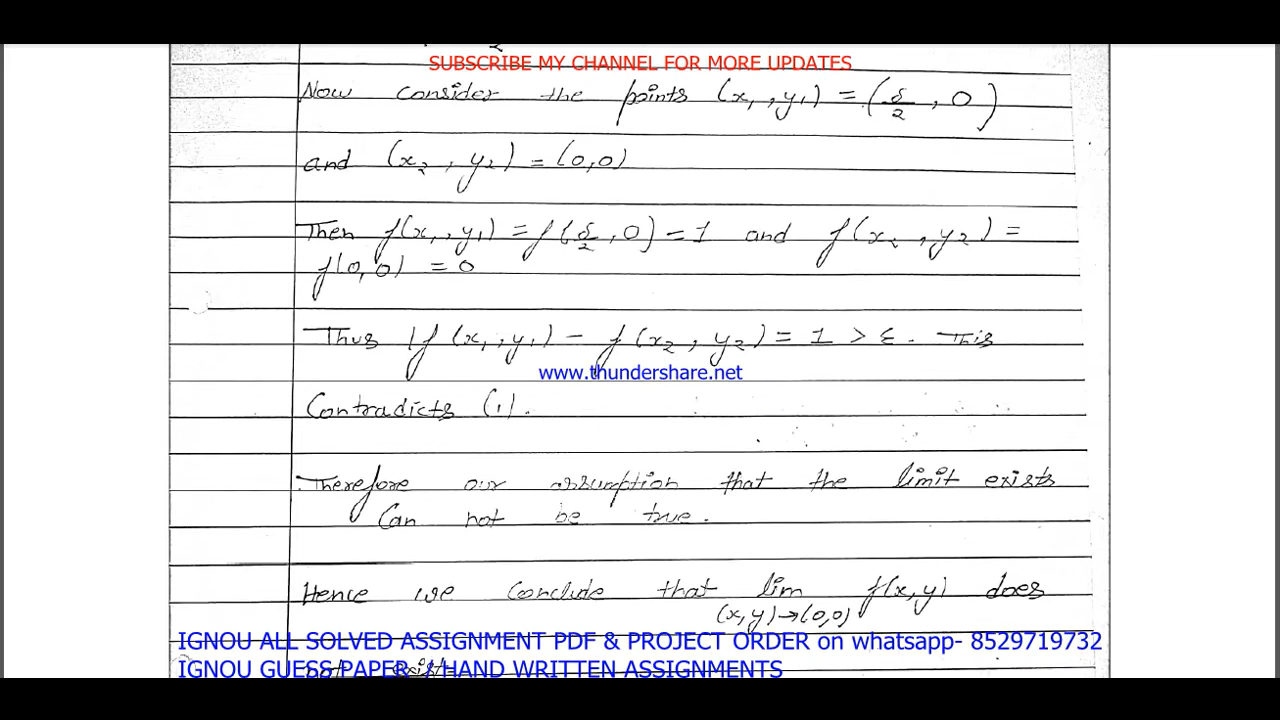 2
SUBSCRIBE MY CHANNEL FOR MORE UPDATES
Now consider the points (x₁, y₁) = (δ/2, 0)
and (x₂, y₂) = (0,0)
Then f(x₁, y₁) = f(δ/2, 0) = 1 and f(x₂, y₂) =
f(0, 0) = 0
Thus |f(x₁, y₁) - f(x₂, y₂) = 1 > ε. This
www.thundershare.net
Contradicts (1).
Therefore our assumption that the limit exists
Can not be true.
Hence we conclude that lim f(x,y) does
(x,y)→(0,0)
IGNOU ALL SOLVED ASSIGNMENT PDF & PROJECT ORDER on whatsapp- 8529719732
not exist
IGNOU GUESS PAPER, HAND WRITTEN ASSIGNMENTS